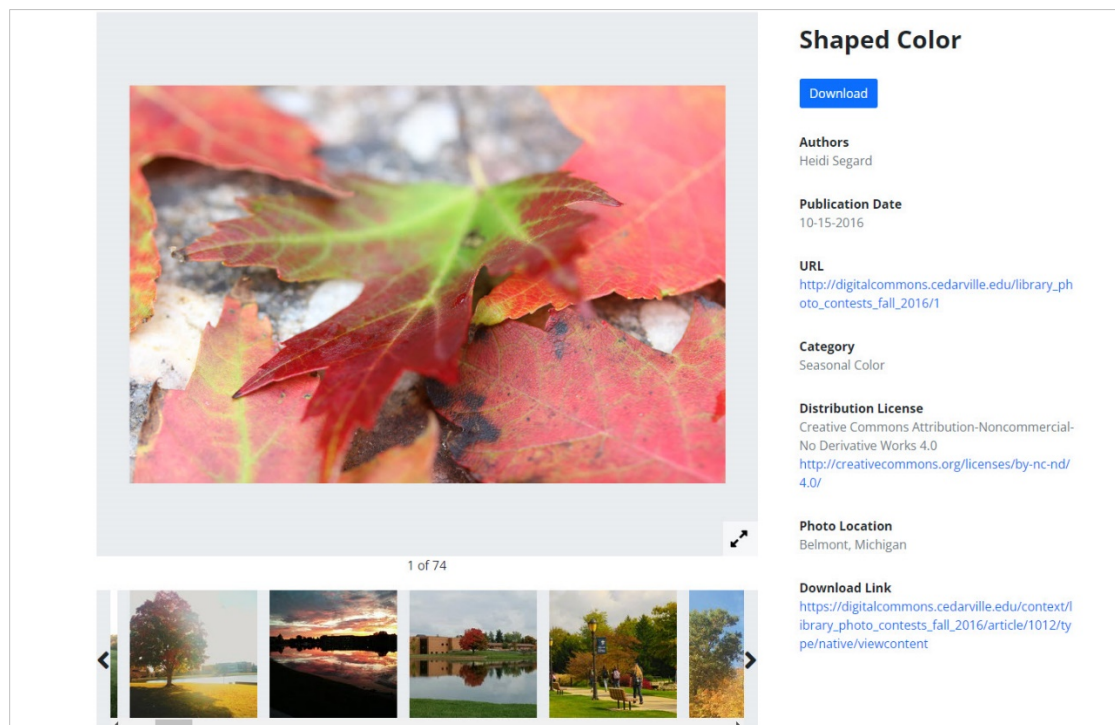 Shaped Color
Download
Authors
Heidi Segard
Publication Date
10-15-2016
URL
http://digitalcommons.cedarville.edu/library_ph
oto_contests_fall_2016/1
Category
Seasonal Color
Distribution License
Creative Commons Attribution-Noncommercial-
No Derivative Works 4.0
http://creativecommons.org/licenses/by-nc-nd/
4.0/
Photo Location
Belmont, Michigan
Download Link
https://digitalcommons.cedarville.edu/context/l
ibrary_photo_contests_fall_2016/article/1012/ty
pe/native/viewcontent
1 of 74